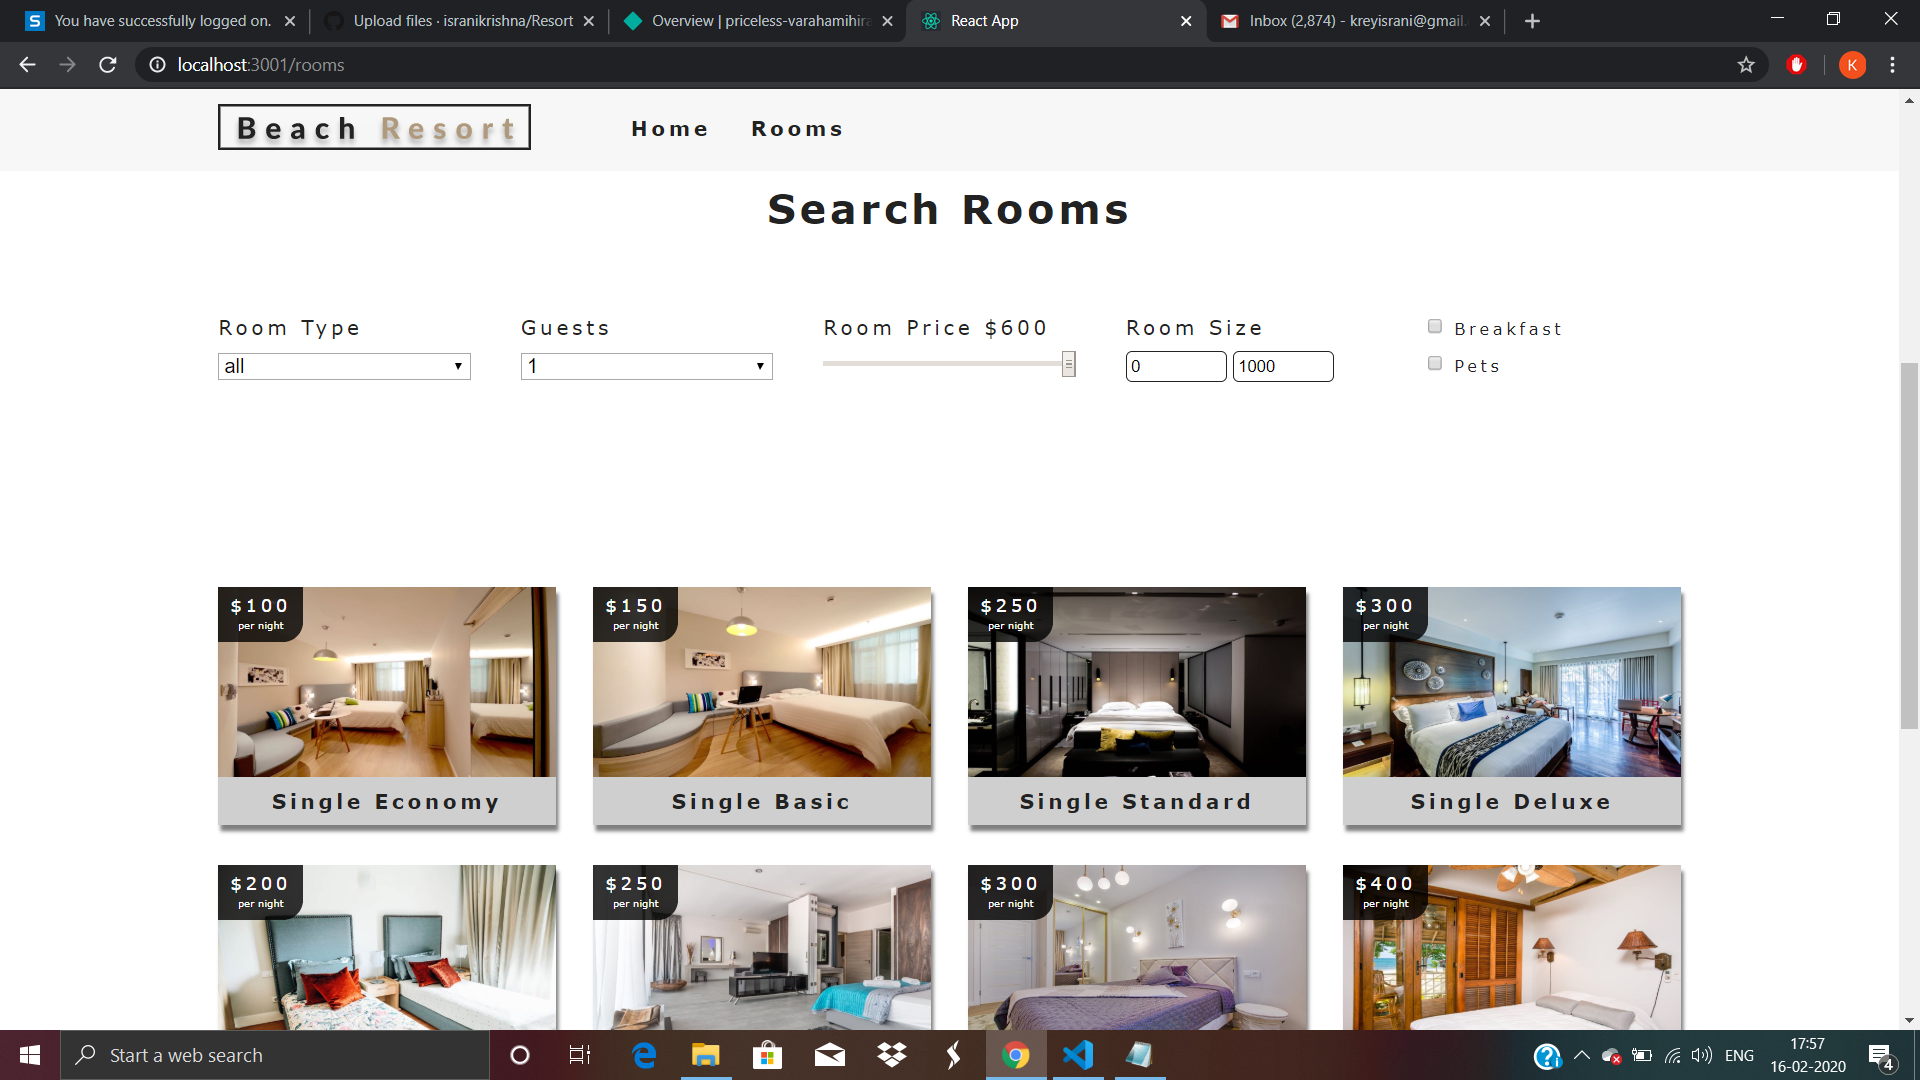 You have successfully logged on.
Upload files · isranikrishna/Resort
Overview | priceless-varahamihira
React App
Inbox (2,874) - kreyisrani@gmail.
localhost:3001/rooms
K
Beach Resort
Home Rooms
Search Rooms
Room Type Guests Room Price $600 Room Size Breakfast
all 1 0 1000 Pets
$100 $150 $250 $300
per night per night per night per night
Single Economy Single Basic Single Standard Single Deluxe
$200 $250 $300 $400
per night per night per night per night
Start a web search
ENG
17:57
16-02-2020
4